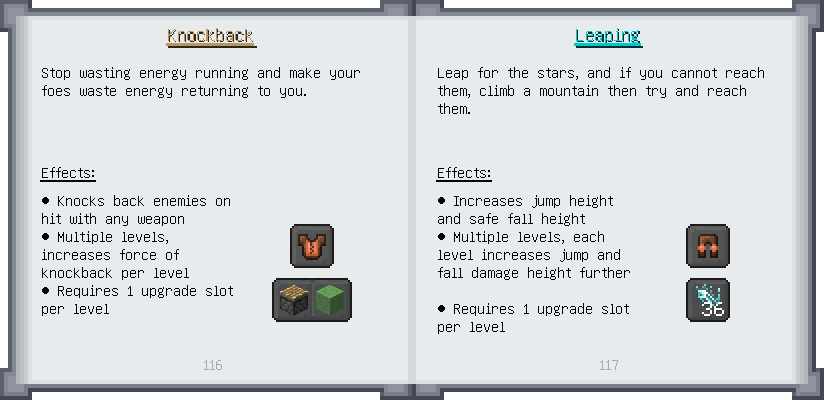 Knockback
Stop wasting energy running and make your
foes waste energy returning to you.
Effects:
● Knocks back enemies on
hit with any weapon
● Multiple levels,
increases force of
knockback per level
● Requires 1 upgrade slot
per level
116
Leaping
Leap for the stars, and if you cannot reach
them, climb a mountain then try and reach
them.
Effects:
● Increases jump height
and safe fall height
● Multiple levels, each
level increases jump and
fall damage height further
● Requires 1 upgrade slot
per level
36
117